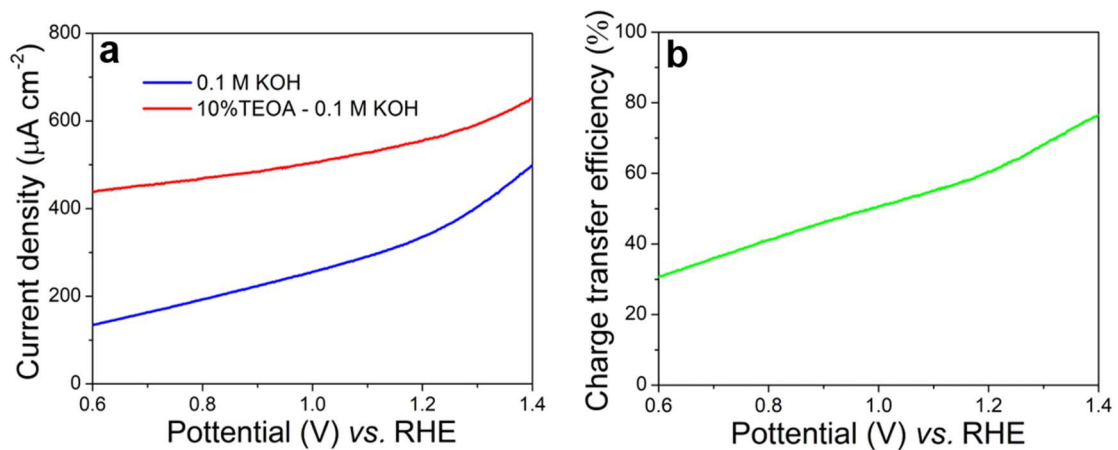 a
800
600
400
200
0
Current density (µA cm-2)
0.1 M KOH
10%TEOA - 0.1 M KOH
0.6 0.8 1.0 1.2 1.4
Pottential (V) vs. RHE
b
100
80
60
40
20
0
Charge transfer efficiency (%)
0.6 0.8 1.0 1.2 1.4
Pottential (V) vs. RHE